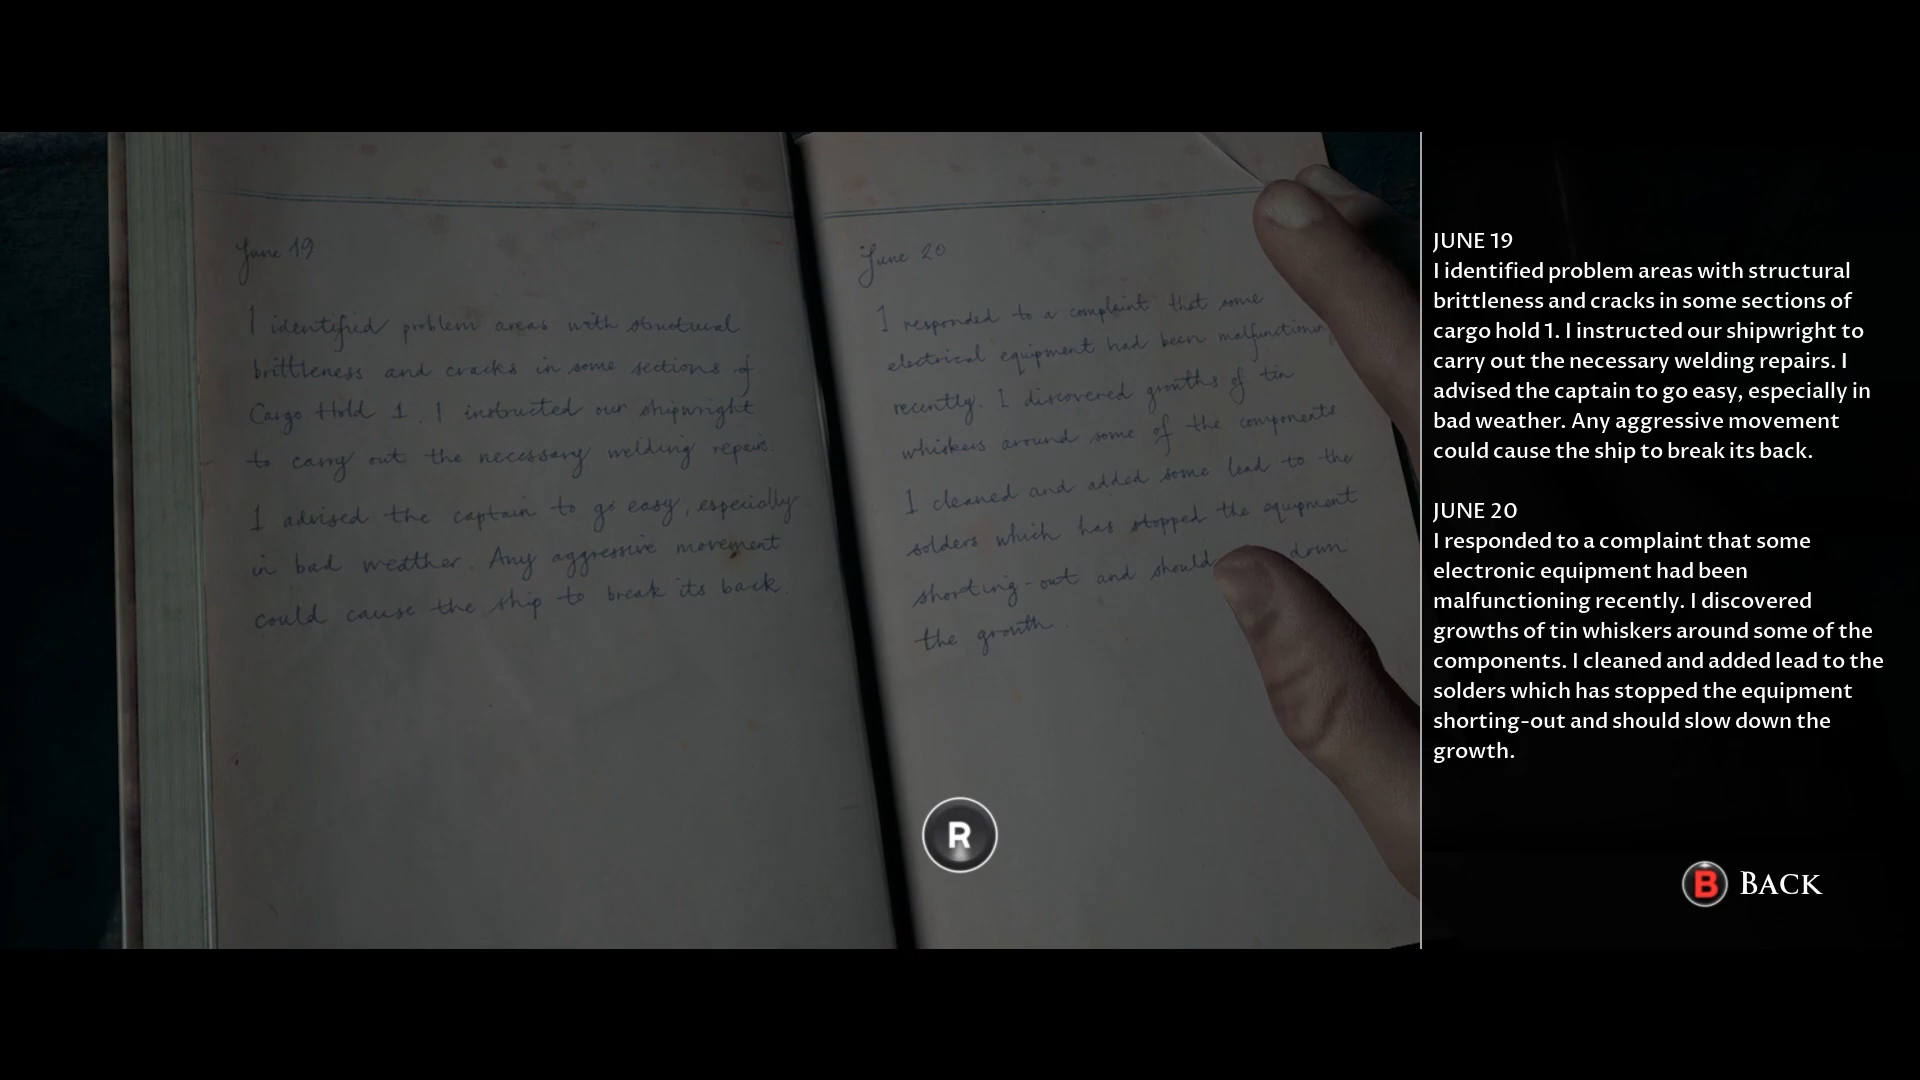 June 19
I identified problem areas with structural
brittleness and cracks in some sections of
Cargo Hold 1. I instructed our shipwright
to carry out the necessary welding repairs.
I advised the captain to go easy, especially
in bad weather. Any aggressive movement
could cause the ship to break its back.
June 20
I responded to a complaint that some
electrical equipment had been malfunctioning
recently. I discovered growths of tin
whiskers around some of the components
I cleaned and added some lead to the
solders which has stopped the equipment
shorting-out and should down
the growth.
R
JUNE 19
I identified problem areas with structural
brittleness and cracks in some sections of
cargo hold 1. I instructed our shipwright to
carry out the necessary welding repairs. I
advised the captain to go easy, especially in
bad weather. Any aggressive movement
could cause the ship to break its back.
JUNE 20
I responded to a complaint that some
electronic equipment had been
malfunctioning recently. I discovered
growths of tin whiskers around some of the
components. I cleaned and added lead to the
solders which has stopped the equipment
shorting-out and should slow down the
growth.
B BACK